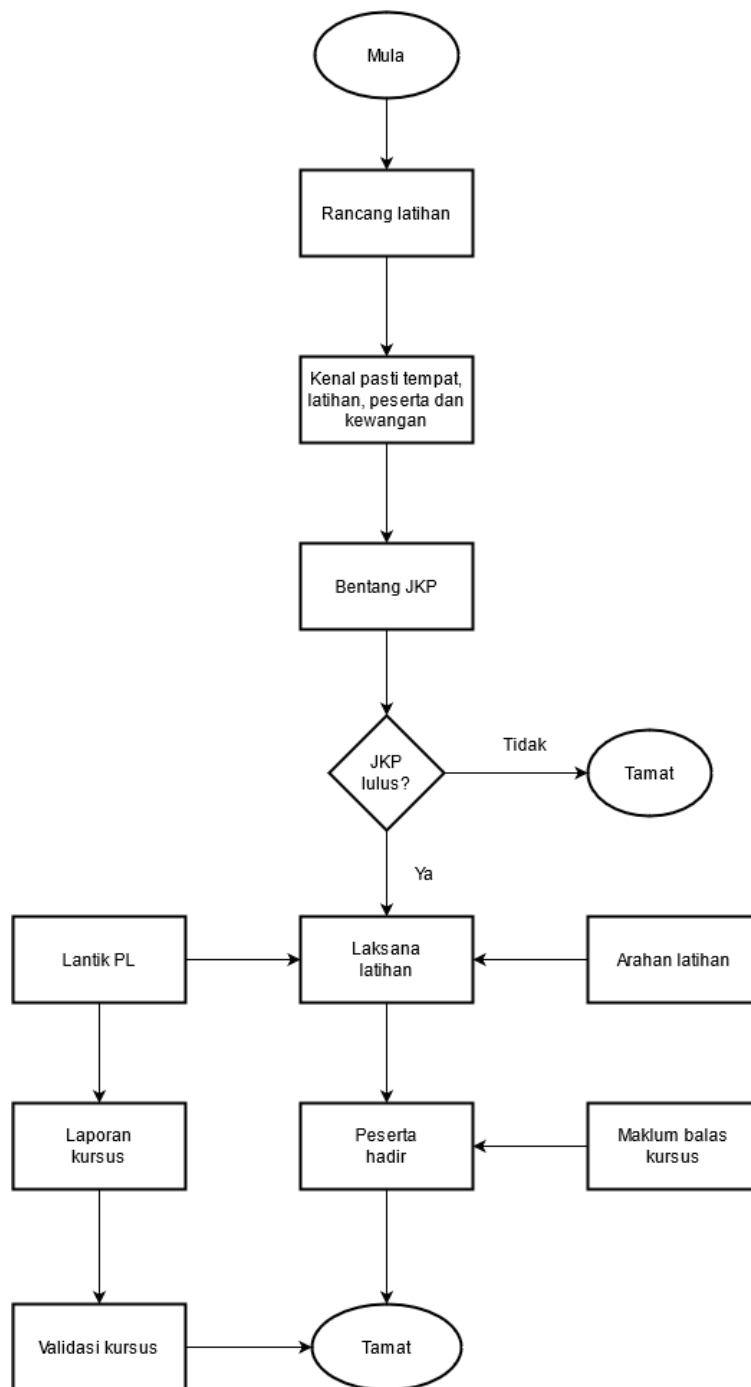 Mula
Rancang latihan
Kenal pasti tempat,
latihan, peserta dan
kewangan
Bentang JKP
JKP
lulus?
Tidak
Tamat
Ya
Lantik PL
Laksana
latihan
Arahan latihan
Laporan
kursus
Peserta
hadir
Maklum balas
kursus
Validasi kursus
Tamat